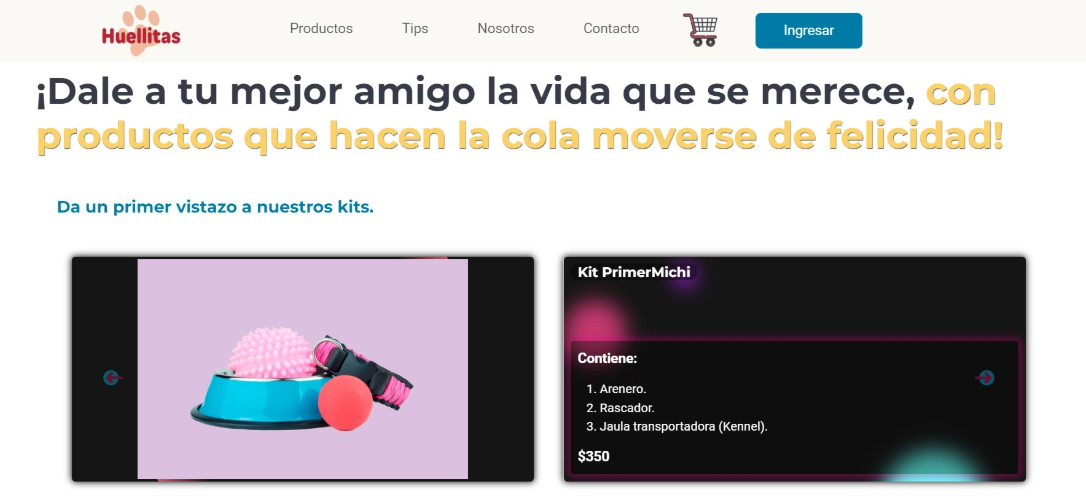 Huellitas
Productos
Tips
Nosotros
Contacto
Ingresar
¡Dale a tu mejor amigo la vida que se merece, con
productos que hacen la cola moverse de felicidad!
Da un primer vistazo a nuestros kits.
Kit PrimerMichi
Contiene:
1. Arenero.
2. Rascador.
3. Jaula transportadora (Kennel).
$350